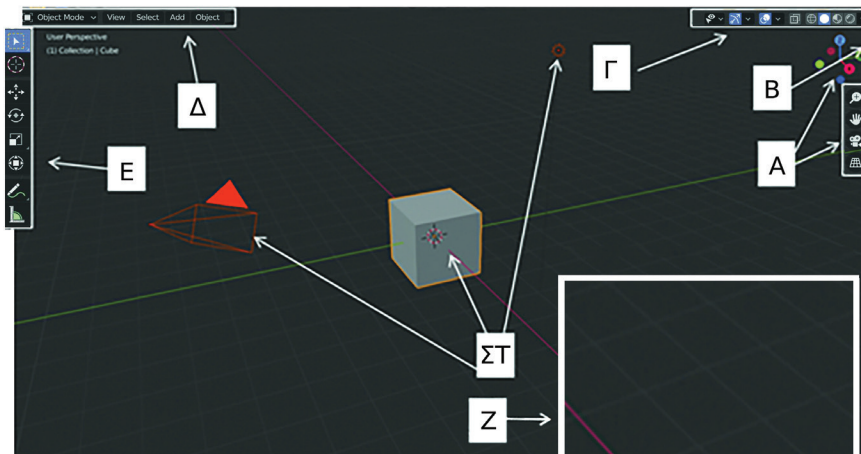 Object Mode View Select Add Object
User Perspective
(1) Collection | Cube
Z
Γ
Β
Δ
Α
Ε
ΣΤ
Ζ